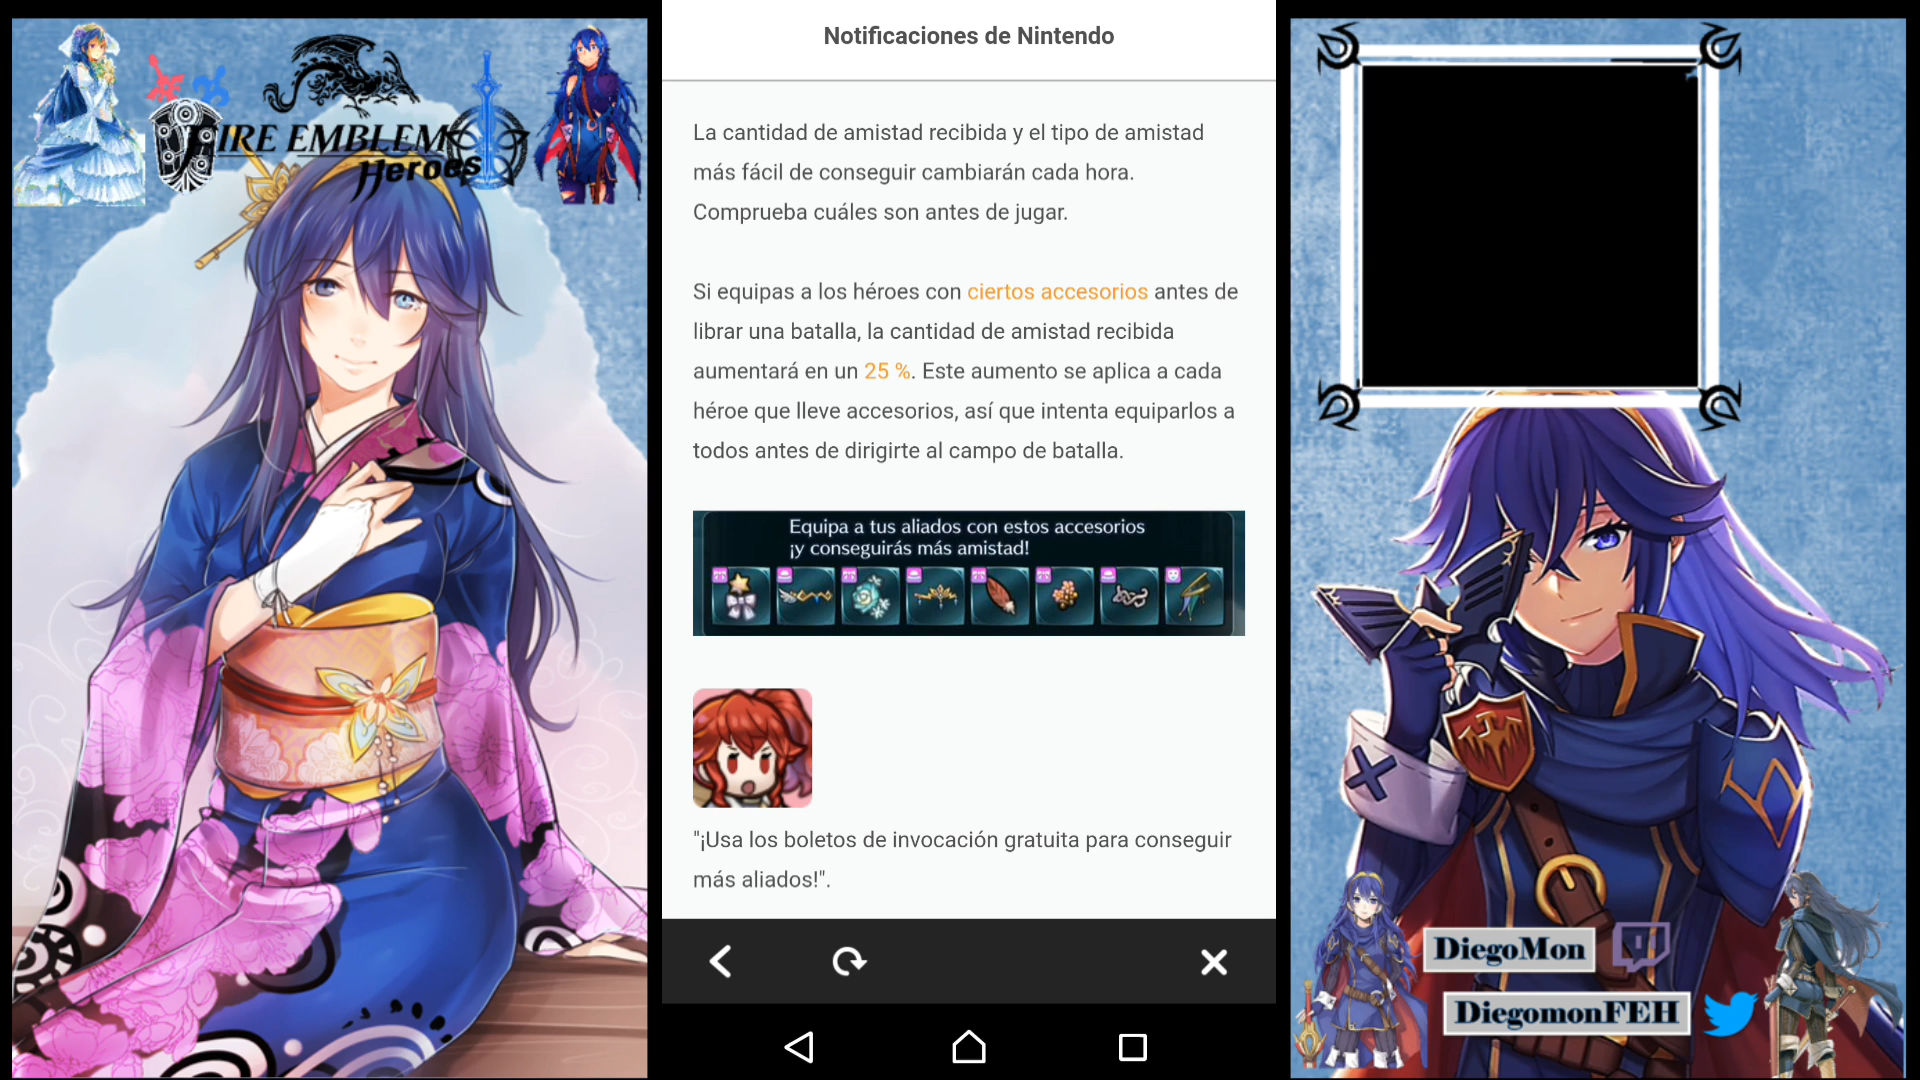 FIRE EMBLEM
Heroes
Notificaciones de Nintendo
La cantidad de amistad recibida y el tipo de amistad
más fácil de conseguir cambiarán cada hora.
Comprueba cuáles son antes de jugar.
Si equipas a los héroes con ciertos accesorios antes de
librar una batalla, la cantidad de amistad recibida
aumentará en un 25 %. Este aumento se aplica a cada
héroe que lleve accesorios, así que intenta equiparlos a
todos antes de dirigirte al campo de batalla.
Equipa a tus aliados con estos accesorios
¡y conseguirás más amistad!
"¡Usa los boletos de invocación gratuita para conseguir
más aliados!".
DiegoMon
DiegomonFEH